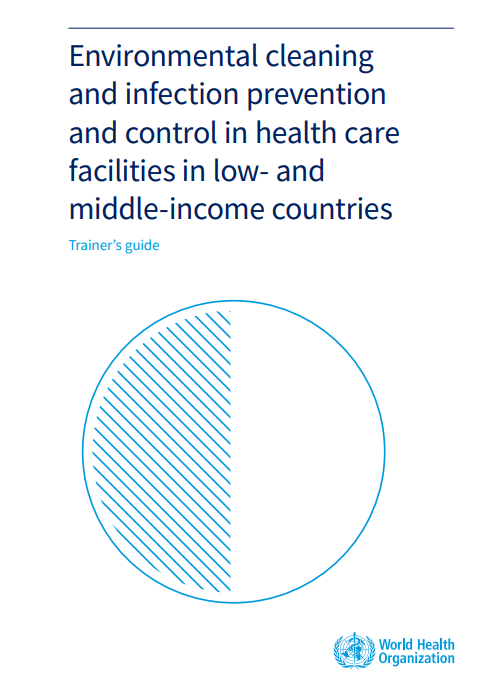 Environmental cleaning
and infection prevention
and control in health care
facilities in low- and
middle-income countries
Trainer's guide
World Health
Organization